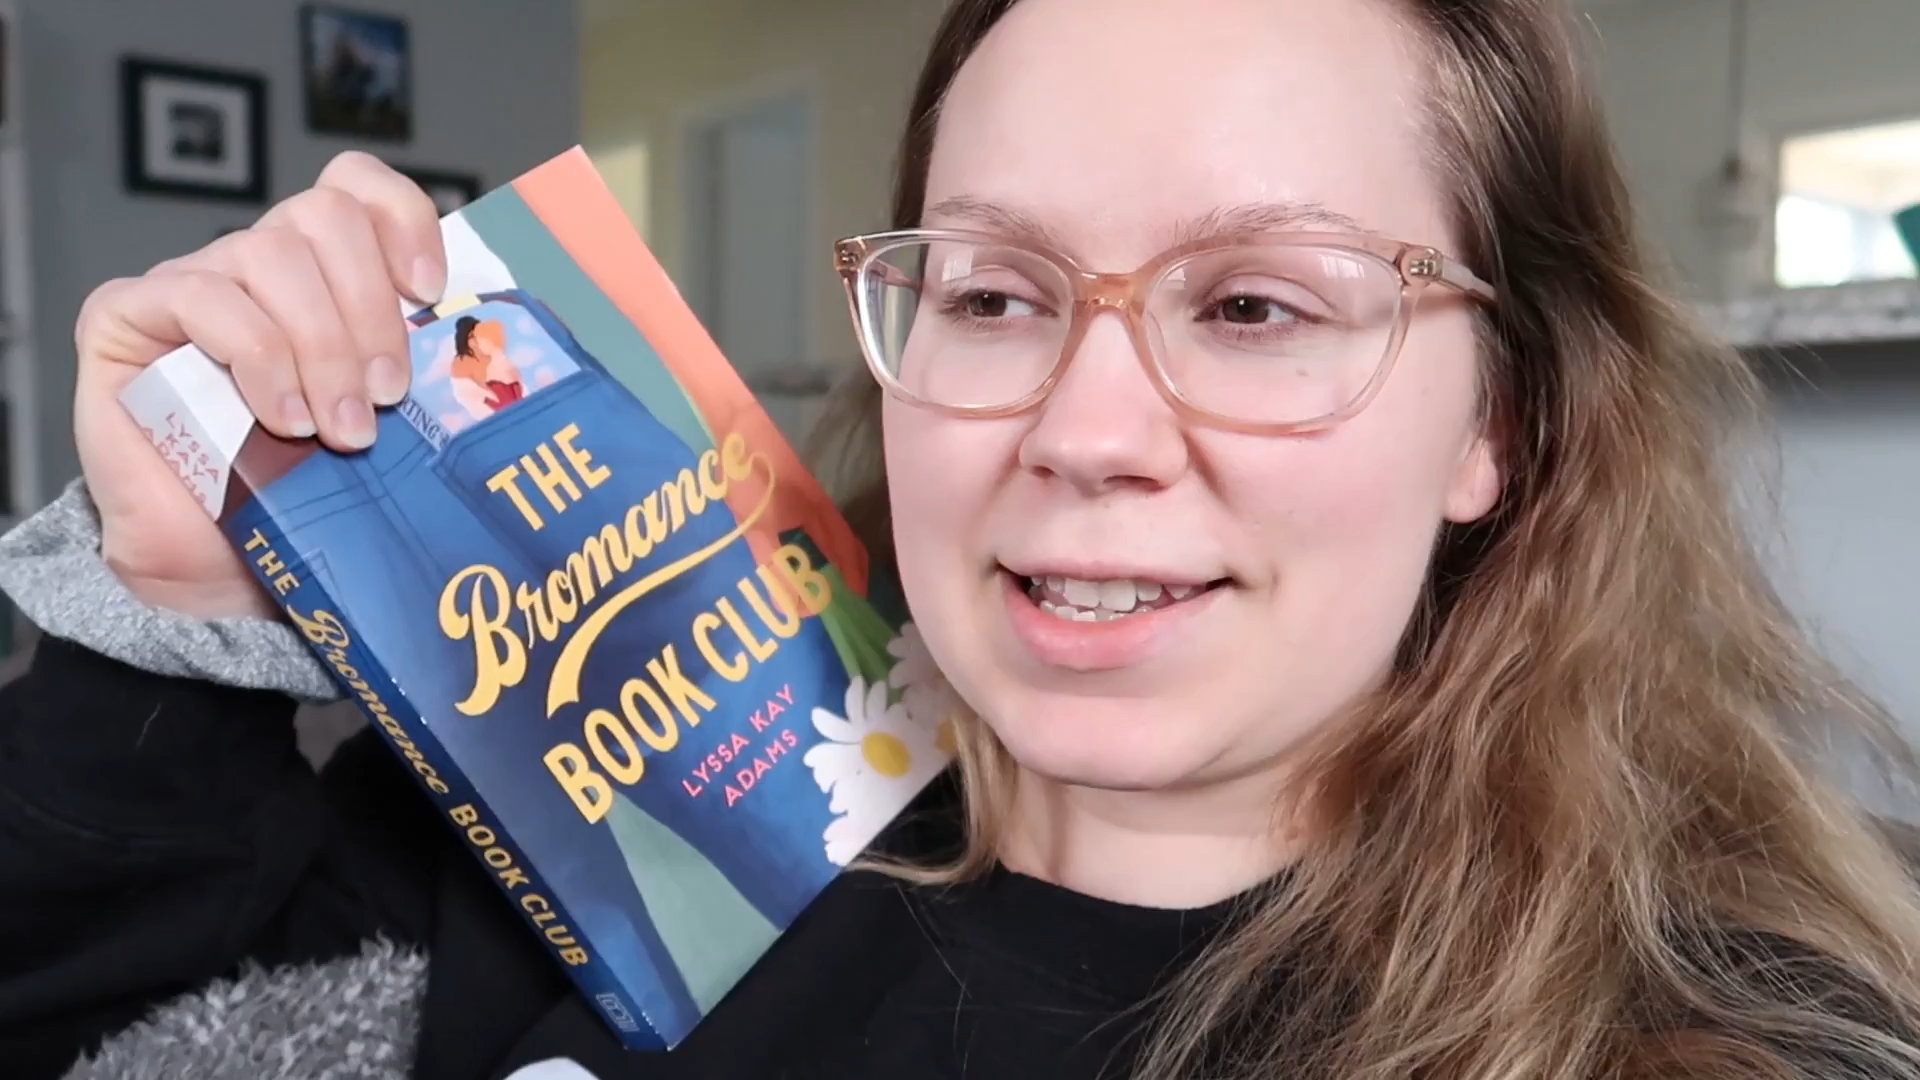 THE
Bromance
BOOK CLUB
LYSSA KAY
ADAMS
LYSSA
KAY
ADAMS
THE Bromance BOOK CLUB